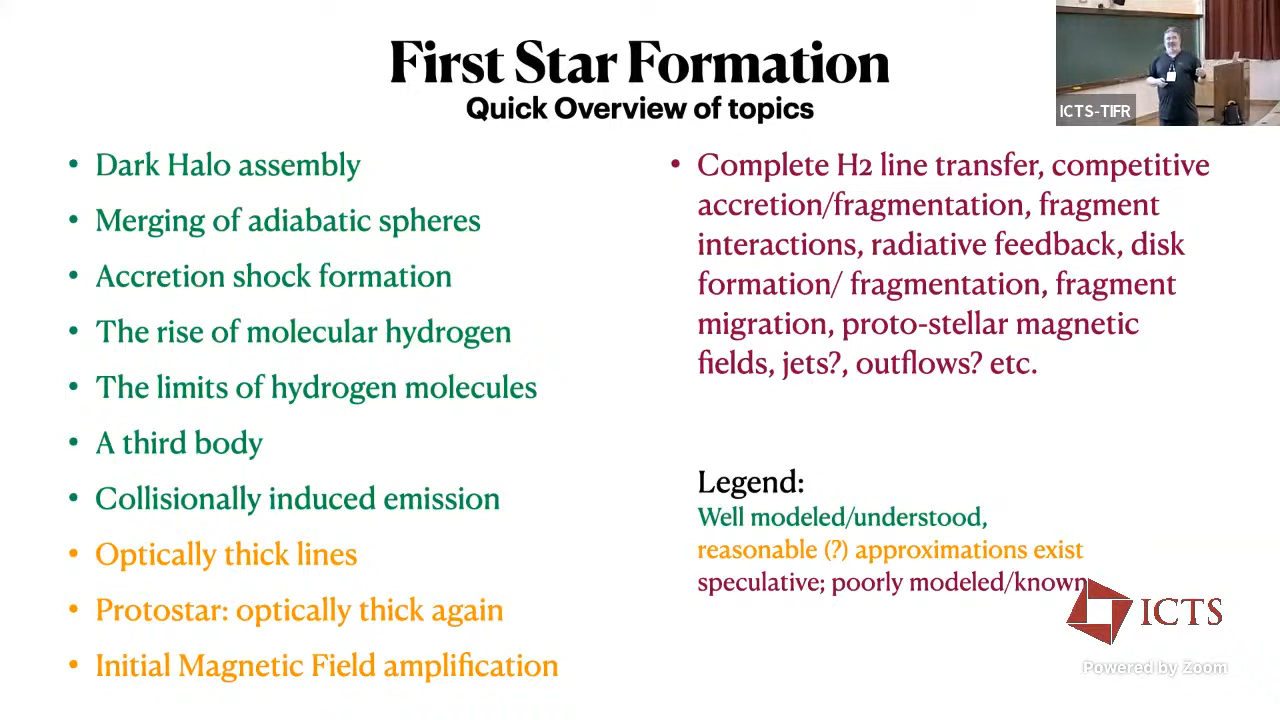 First Star Formation
Quick Overview of topics
ICTS-TIFR
• Dark Halo assembly
• Merging of adiabatic spheres
• Accretion shock formation
• The rise of molecular hydrogen
• The limits of hydrogen molecules
• A third body
• Collisionally induced emission
• Optically thick lines
• Protostar: optically thick again
• Initial Magnetic Field amplification
• Complete H2 line transfer, competitive
accretion/fragmentation, fragment
interactions, radiative feedback, disk
formation/ fragmentation, fragment
migration, proto-stellar magnetic
fields, jets?, outflows? etc.
Legend:
Well modeled/understood,
reasonable (?) approximations exist
speculative; poorly modeled/known
ICTS
Powered by Zoom